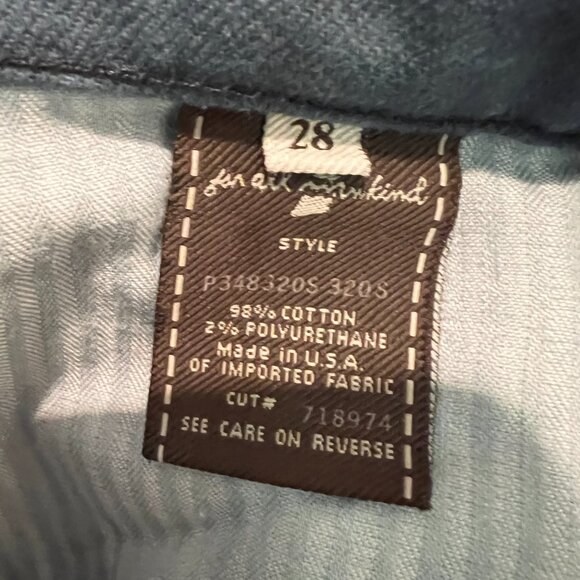 28
for all mankind
STYLE
P348320S 320S
98% COTTON
2% POLYURETHANE
Made in U.S.A.
OF IMPORTED FABRIC
CUT# 718974
SEE CARE ON REVERSE